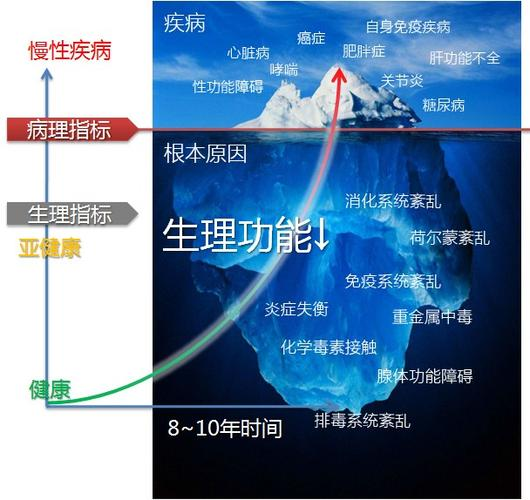 疾病
自身免疫疾病
癌症
慢性疾病
心脏病
肥胖症
肝功能不全
哮喘
关节炎
性功能障碍
糖尿病
病理指标
根本原因
消化系统紊乱
生理指标
生理功能↓
荷尔蒙紊乱
亚健康
免疫系统紊乱
炎症失衡
重金属中毒
化学毒素接触
腺体功能障碍
健康
排毒系统紊乱
8~10年时间